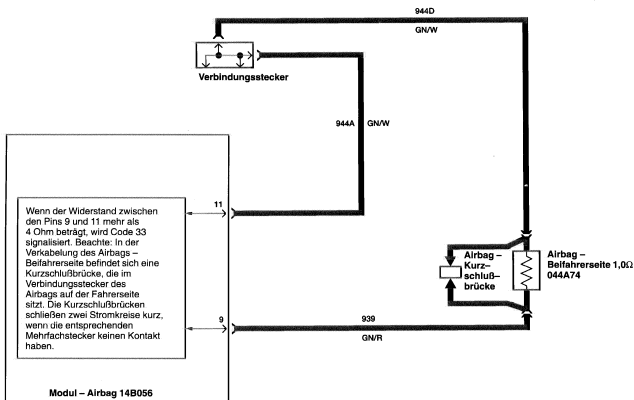 944D
GN/W
Verbindungsstecker
944A GN/W
11
Wenn der Widerstand zwischen
den Pins 9 und 11 mehr als
4 Ohm beträgt, wird Code 33
signalisiert. Beachte: In der
Verkabelung des Airbags –
Beifahrerseite befindet sich eine
Kurzschlußbrücke, die im
Verbindungsstecker des
Airbags auf der Fahrerseite
sitzt. Die Kurzschlußbrücken
schließen zwei Stromkreise kurz,
wenn die entsprechenden
Mehrfachstecker keinen Kontakt
haben.
Airbag –
Kurz–
schluß–
brücke
Airbag –
Beifahrerseite 1,0Ω
044A74
9
939
GN/R
Modul – Airbag 14B056